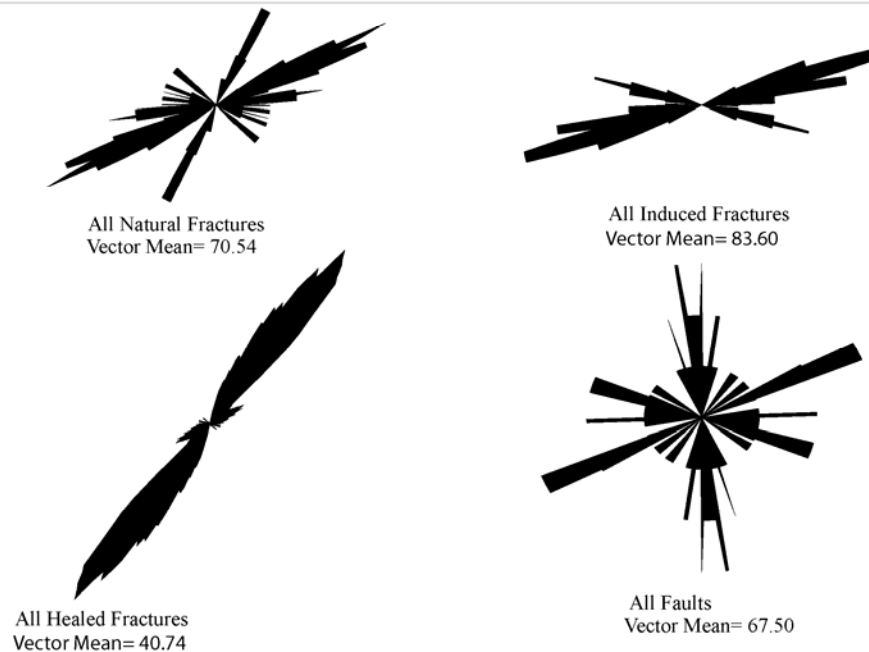 All Natural Fractures
Vector Mean= 70.54
All Induced Fractures
Vector Mean= 83.60
All Healed Fractures
Vector Mean= 40.74
All Faults
Vector Mean= 67.50